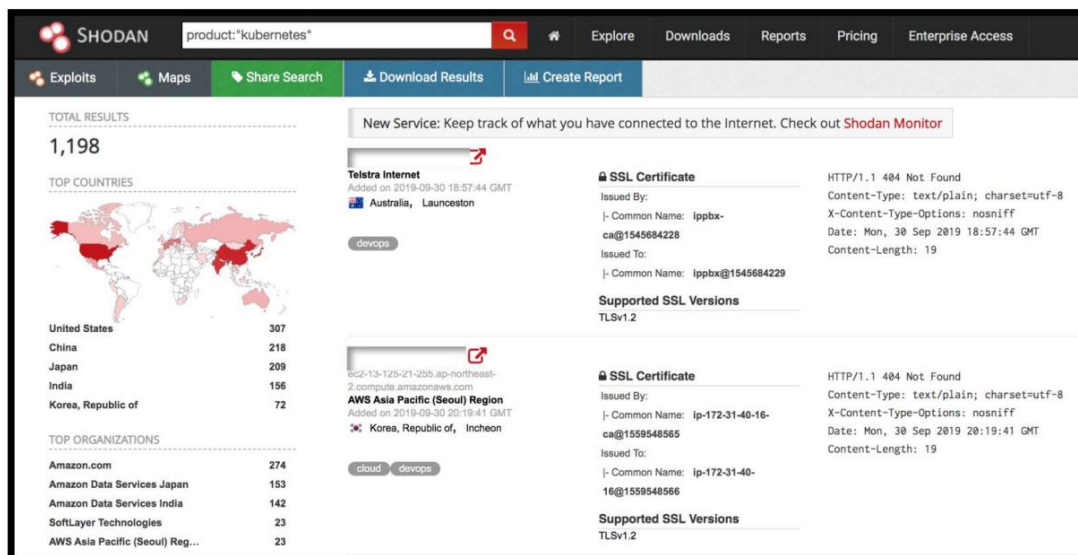 SHODAN
product:"kubernetes"
Explore
Downloads
Reports
Pricing
Enterprise Access
Exploits
Maps
Share Search
Download Results
Create Report
TOTAL RESULTS
1,198
TOP COUNTRIES
United States 307
China 218
Japan 209
India 156
Korea, Republic of 72
TOP ORGANIZATIONS
Amazon.com 274
Amazon Data Services Japan 153
Amazon Data Services India 142
SoftLayer Technologies 23
AWS Asia Pacific (Seoul) Reg... 23
New Service: Keep track of what you have connected to the Internet. Check out Shodan Monitor
Telstra Internet
Added on 2019-09-30 18:57:44 GMT
Australia, Launceston
devops
SSL Certificate
Issued By:
|- Common Name: ippbx-
ca@1545684228
Issued To:
|- Common Name: ippbx@1545684229
Supported SSL Versions
TLSv1.2
HTTP/1.1 404 Not Found
Content-Type: text/plain; charset=utf-8
X-Content-Type-Options: nosniff
Date: Mon, 30 Sep 2019 18:57:44 GMT
Content-Length: 19
ec2-13-125-21-255.ap-northeast-
2.compute.amazonaws.com
AWS Asia Pacific (Seoul) Region
Added on 2019-09-30 20:19:41 GMT
Korea, Republic of, Incheon
cloud
devops
SSL Certificate
Issued By:
|- Common Name: ip-172-31-40-16-
ca@1559548565
Issued To:
|- Common Name: ip-172-31-40-
16@1559548566
Supported SSL Versions
TLSv1.2
HTTP/1.1 404 Not Found
Content-Type: text/plain; charset=utf-8
X-Content-Type-Options: nosniff
Date: Mon, 30 Sep 2019 20:19:41 GMT
Content-Length: 19